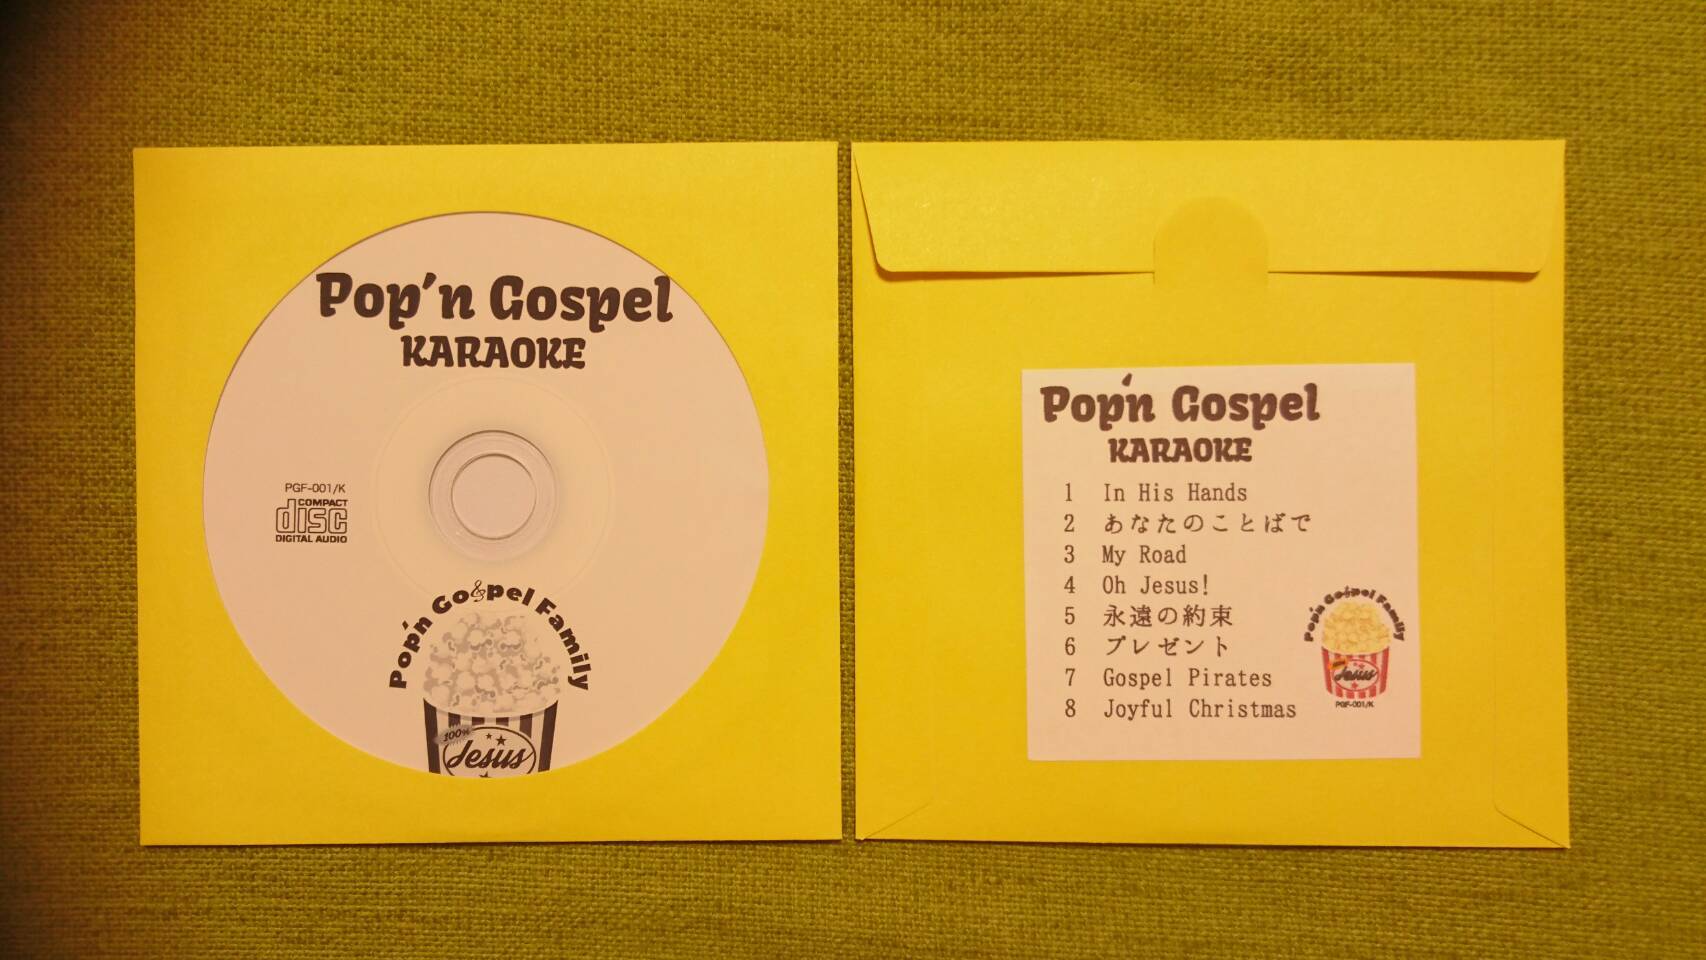 Pop'n Gospel
KARAOKE
PGF-001/K
COMPACT
disc
DIGITAL AUDIO
Pop'n Gospel Family
100%
Jesus
Pop'n Gospel
KARAOKE
1 In His Hands
2 あなたのことばで
3 My Road
4 Oh Jesus!
5 永遠の約束
6 プレゼント
7 Gospel Pirates
8 Joyful Christmas
Pop'n Gospel Family
Jesus
PGF-001/K